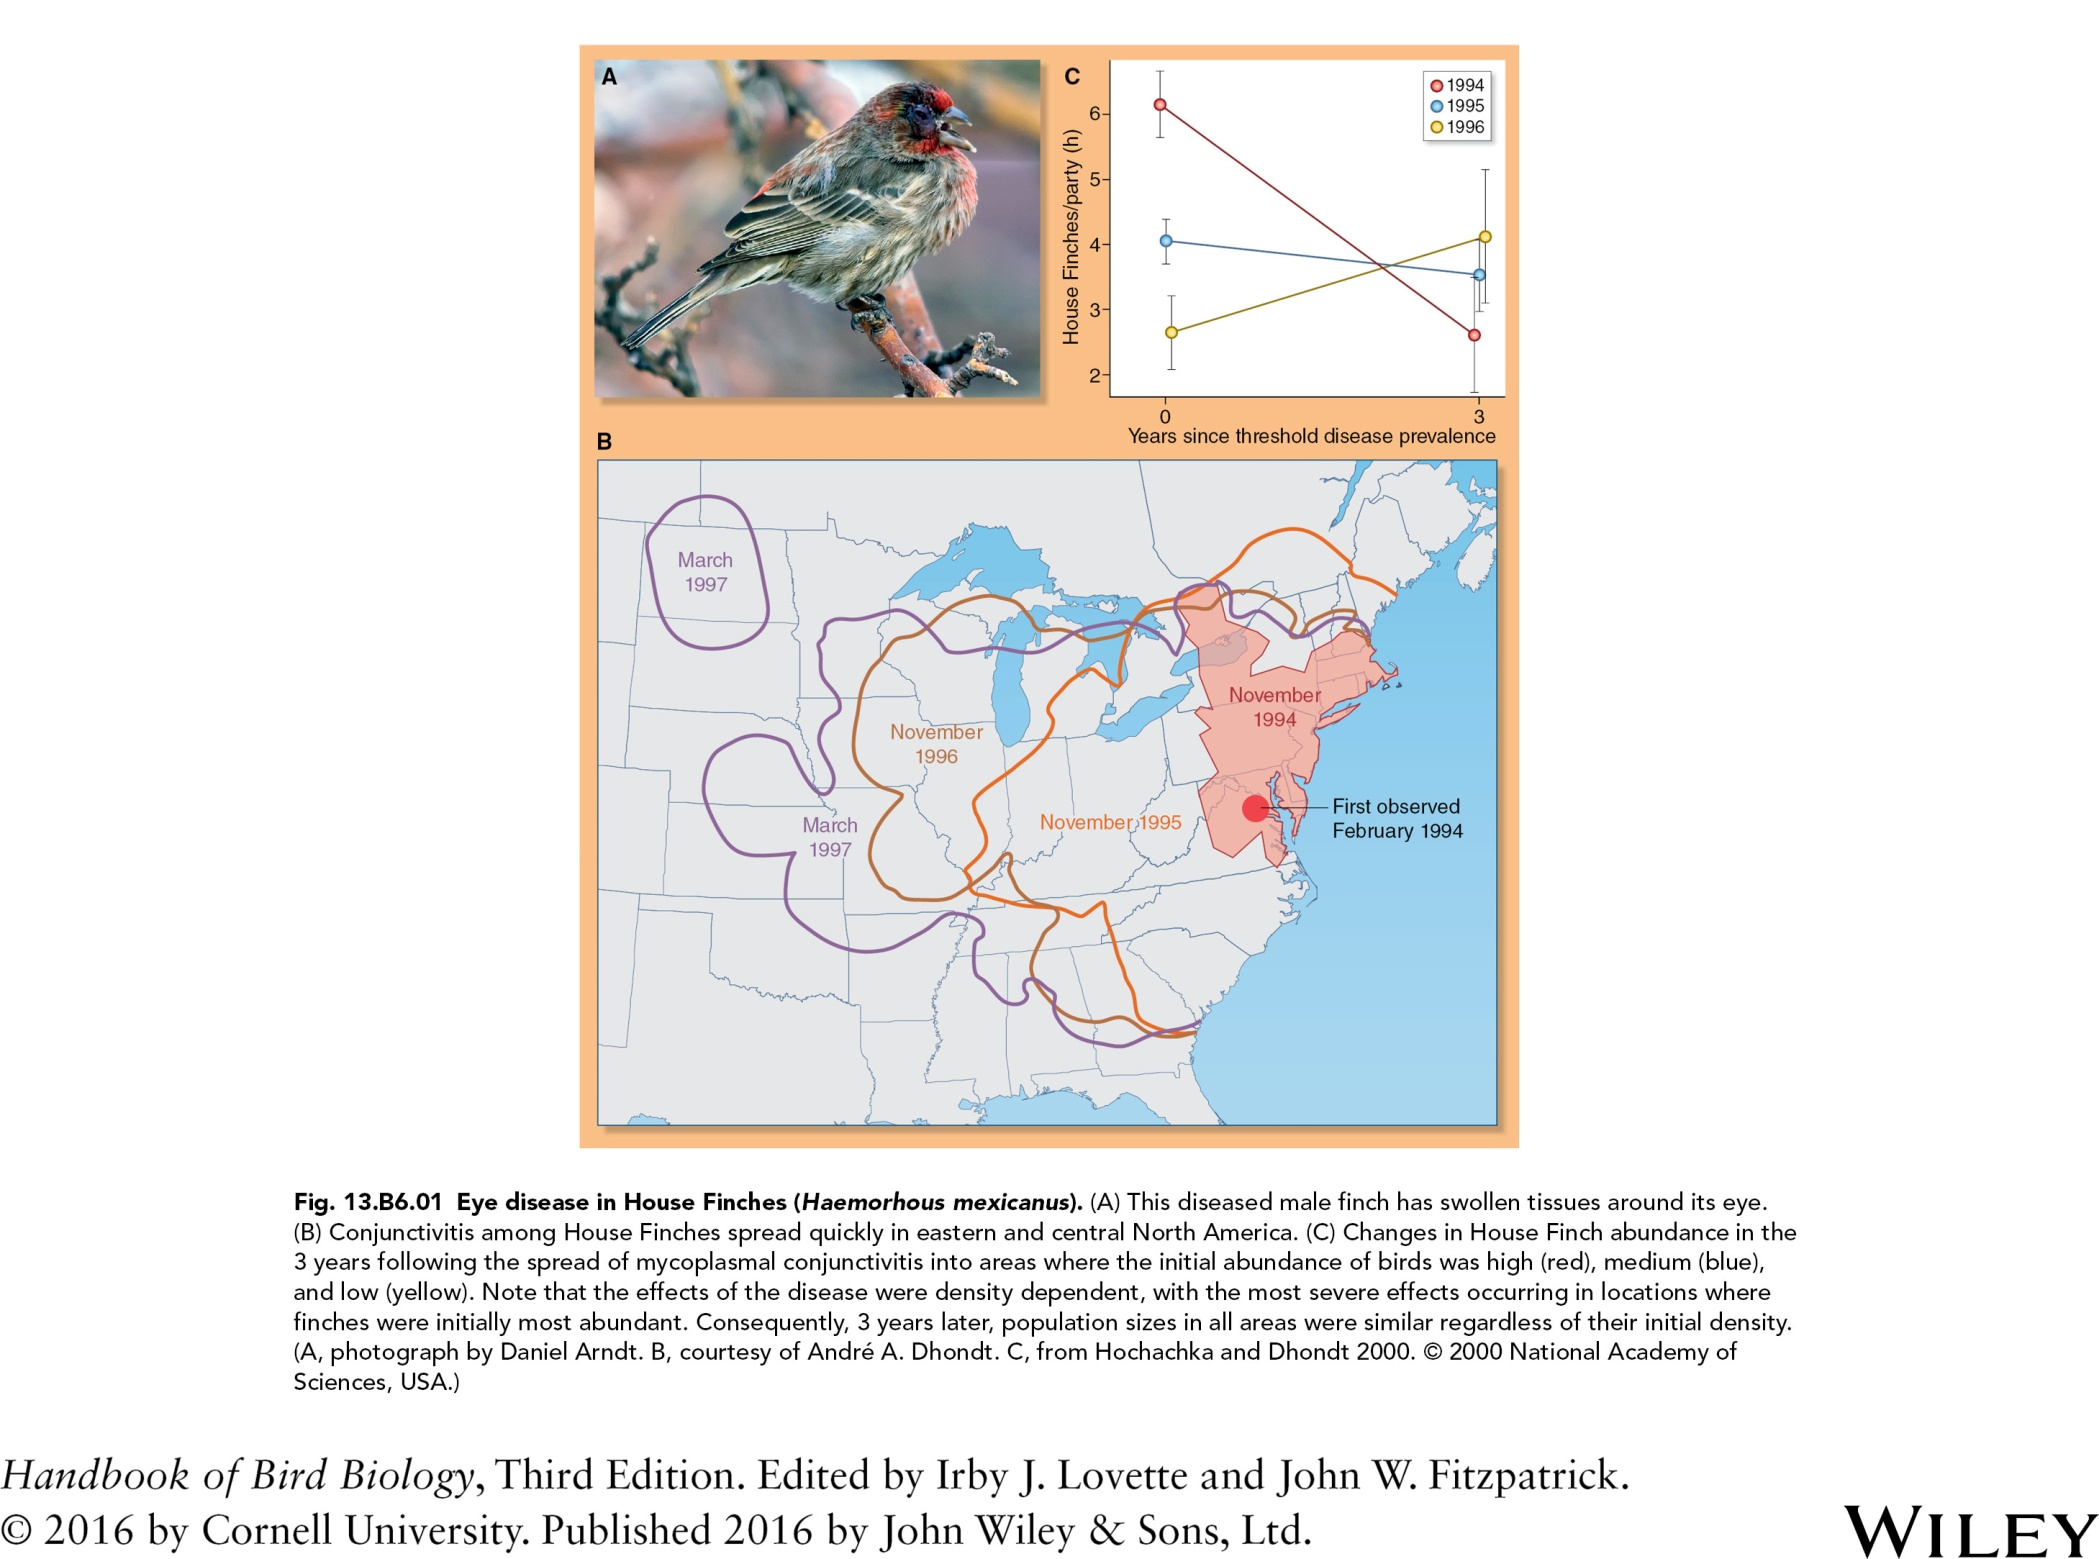 A
C
1994
1995
1996
House Finches/party (h)
6
5
4
3
2
0
3
Years since threshold disease prevalence
B
March
1997
November
1994
November
1996
First observed
February 1994
November 1995
March
1997
Fig. 13.B6.01 Eye disease in House Finches (Haemorhous mexicanus). (A) This diseased male finch has swollen tissues around its eye.
(B) Conjunctivitis among House Finches spread quickly in eastern and central North America. (C) Changes in House Finch abundance in the
3 years following the spread of mycoplasmal conjunctivitis into areas where the initial abundance of birds was high (red), medium (blue),
and low (yellow). Note that the effects of the disease were density dependent, with the most severe effects occurring in locations where
finches were initially most abundant. Consequently, 3 years later, population sizes in all areas were similar regardless of their initial density.
(A, photograph by Daniel Arndt. B, courtesy of André A. Dhondt. C, from Hochachka and Dhondt 2000. © 2000 National Academy of
Sciences, USA.)
Handbook of Bird Biology, Third Edition. Edited by Irby J. Lovette and John W. Fitzpatrick.
© 2016 by Cornell University. Published 2016 by John Wiley & Sons, Ltd.
WILEY